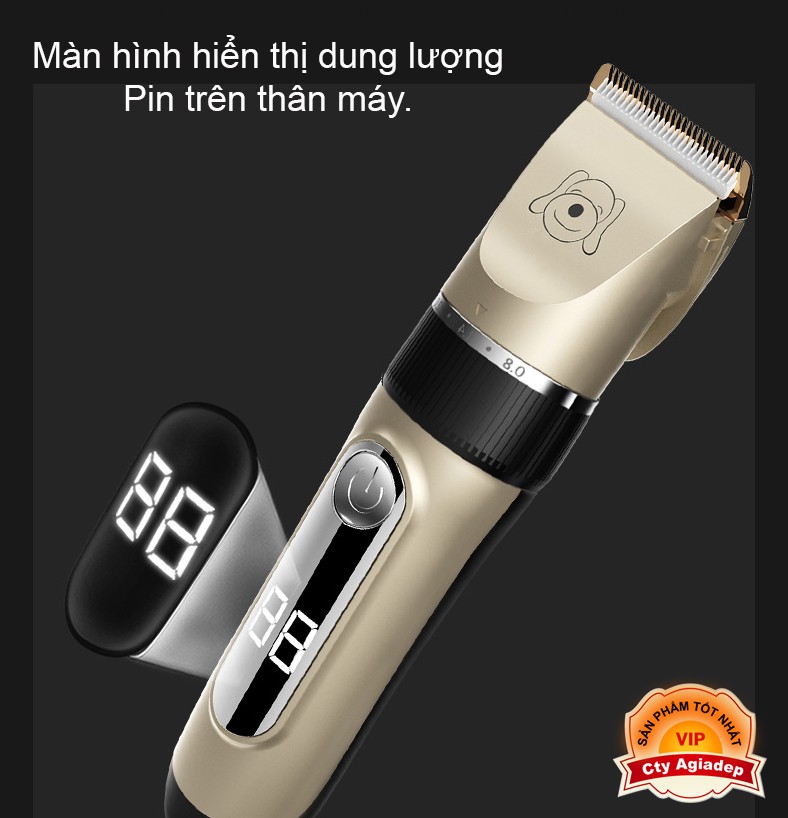 Màn hình hiển thị dung lượng
Pin trên thân máy.
8.0
88
88
SẢN PHẨM TỐT NHẤT
VIP
Cty Agiadep